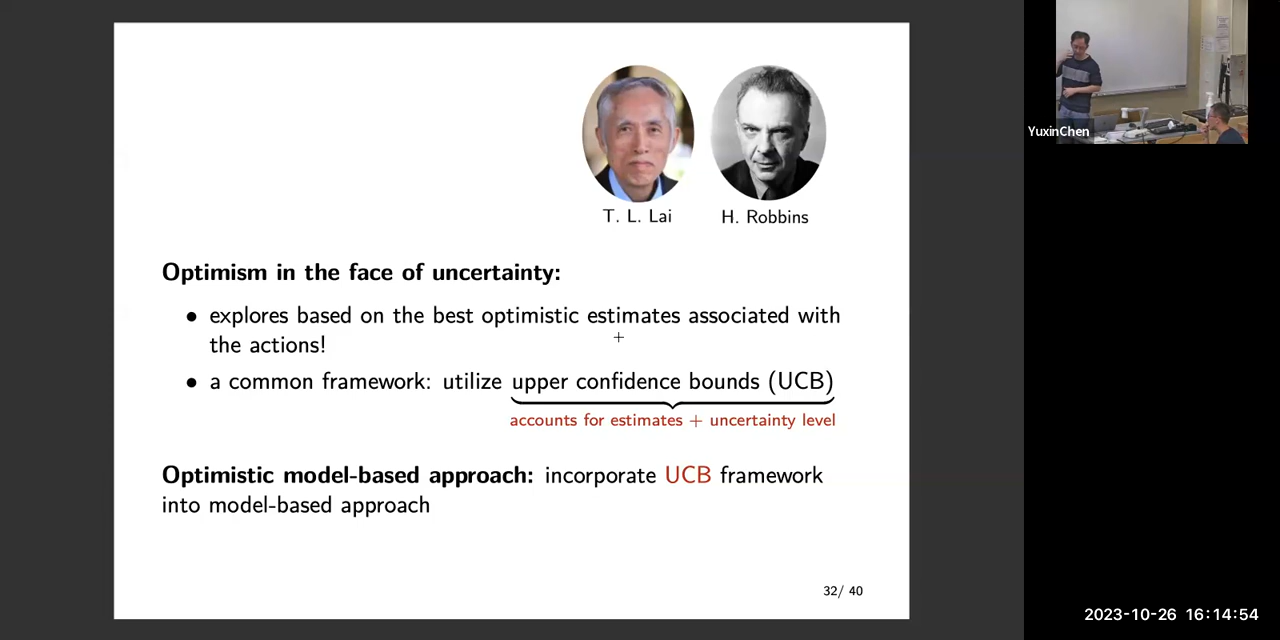 T. L. Lai
H. Robbins
Optimism in the face of uncertainty:
• explores based on the best optimistic estimates associated with
the actions!
• a common framework: utilize upper confidence bounds (UCB)
accounts for estimates + uncertainty level
Optimistic model-based approach: incorporate UCB framework
into model-based approach
32/ 40
YuxinChen
2023-10-26 16:14:54